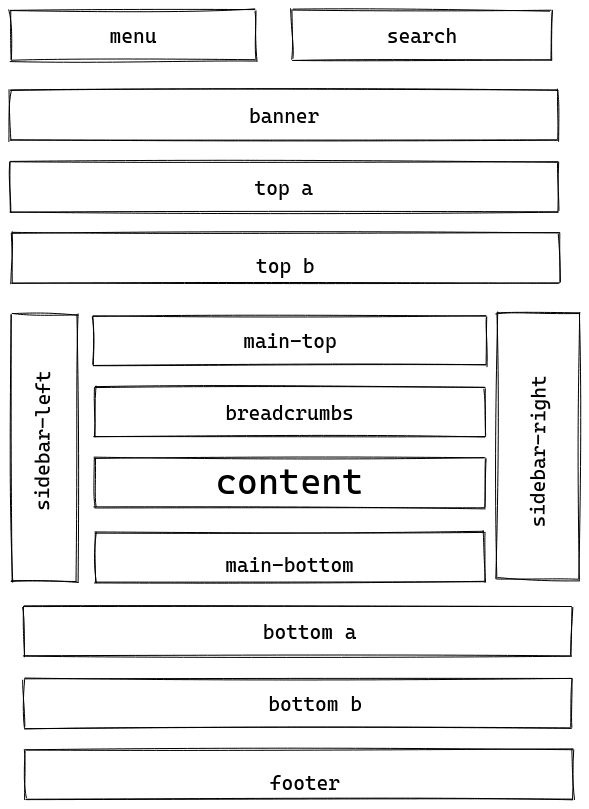 menu
search
banner
top a
top b
sidebar-left
main-top
breadcrumbs
content
main-bottom
sidebar-right
bottom a
bottom b
footer